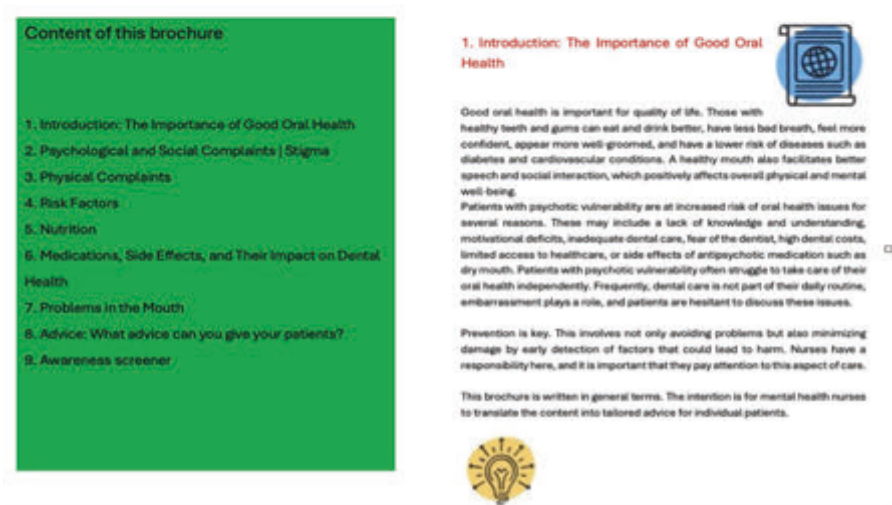 Content of this brochure
1. Introduction: The Importance of Good Oral Health
2. Psychological and Social Complaints | Stigma
3. Physical Complaints
4. Risk Factors
5. Nutrition
6. Medications, Side Effects, and Their Impact on Dental
Health
7. Problems in the Mouth
8. Advice: What advice can you give your patients?
9. Awareness screener
1. Introduction: The Importance of Good Oral
Health
Good oral health is important for quality of life. Those with
healthy teeth and gums can eat and drink better, have less bad breath, feel more
confident, appear more well-groomed, and have a lower risk of diseases such as
diabetes and cardiovascular conditions. A healthy mouth also facilitates better
speech and social interaction, which positively affects overall physical and mental
well-being.
Patients with psychotic vulnerability are at increased risk of oral health issues for
several reasons. These may include a lack of knowledge and understanding,
motivational deficits, inadequate dental care, fear of the dentist, high dental costs,
limited access to healthcare, or side effects of antipsychotic medication such as
dry mouth. Patients with psychotic vulnerability often struggle to take care of their
oral health independently. Frequently, dental care is not part of their daily routine,
embarrassment plays a role, and patients are hesitant to discuss these issues.
Prevention is key. This involves not only avoiding problems but also minimizing
damage by early detection of factors that could lead to harm. Nurses have a
responsibility here, and it is important that they pay attention to this aspect of care.
This brochure is written in general terms. The intention is for mental health nurses
to translate the content into tailored advice for individual patients.